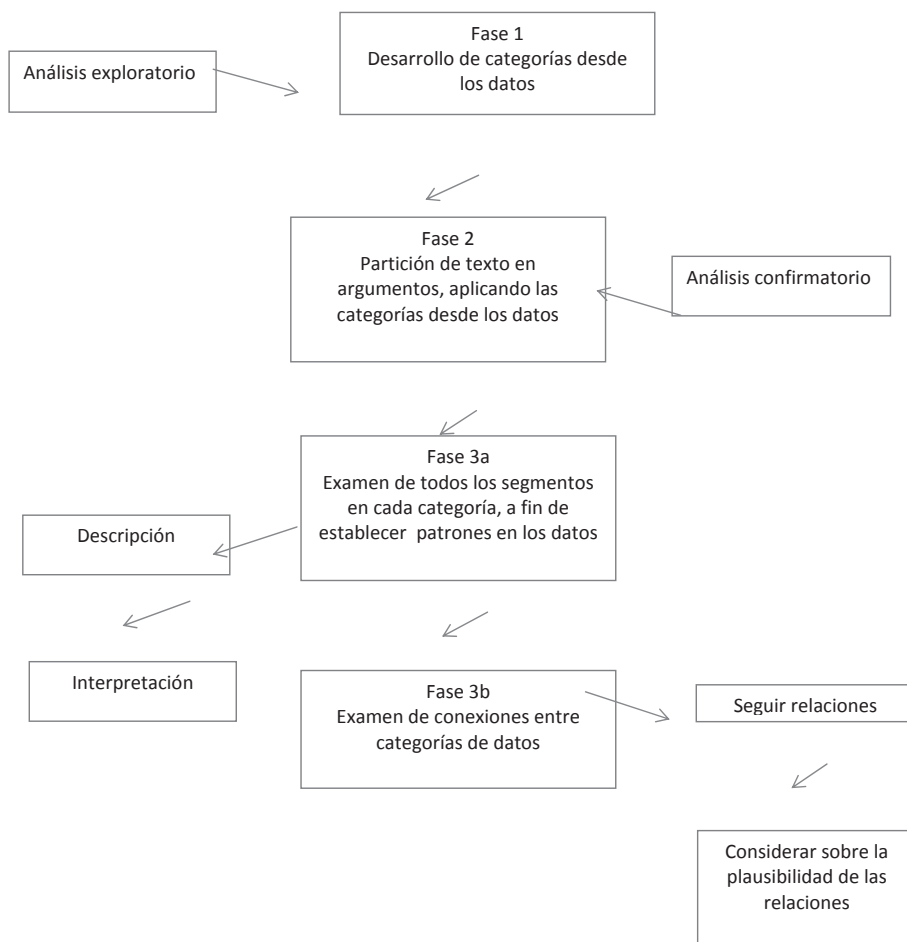 Fase 1
Desarrollo de categorías desde
los datos
Análisis exploratorio
Fase 2
Partición de texto en
argumentos, aplicando las
categorías desde los datos
Análisis confirmatorio
Fase 3a
Examen de todos los segmentos
en cada categoría, a fin de
establecer patrones en los datos
Descripción
Interpretación
Fase 3b
Examen de conexiones entre
categorías de datos
Seguir relaciones
Considerar sobre la
plausibilidad de las
relaciones